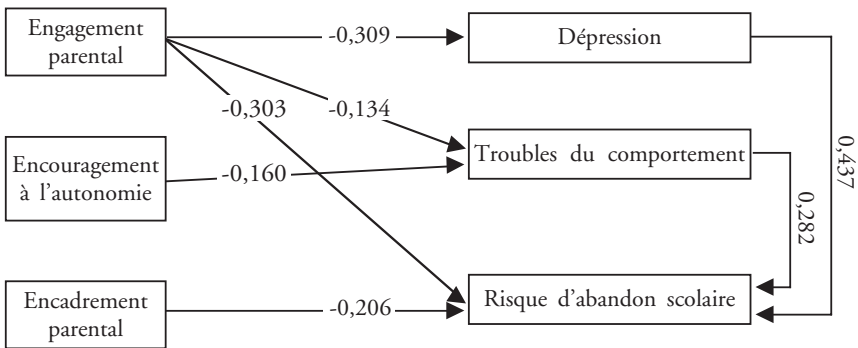 Engagement
parental
-0,309
Dépression
-0,303
-0,134
Encouragement
à l'autonomie
-0,160
Troubles du comportement
0,437
0,282
Encadrement
parental
-0,206
Risque d'abandon scolaire